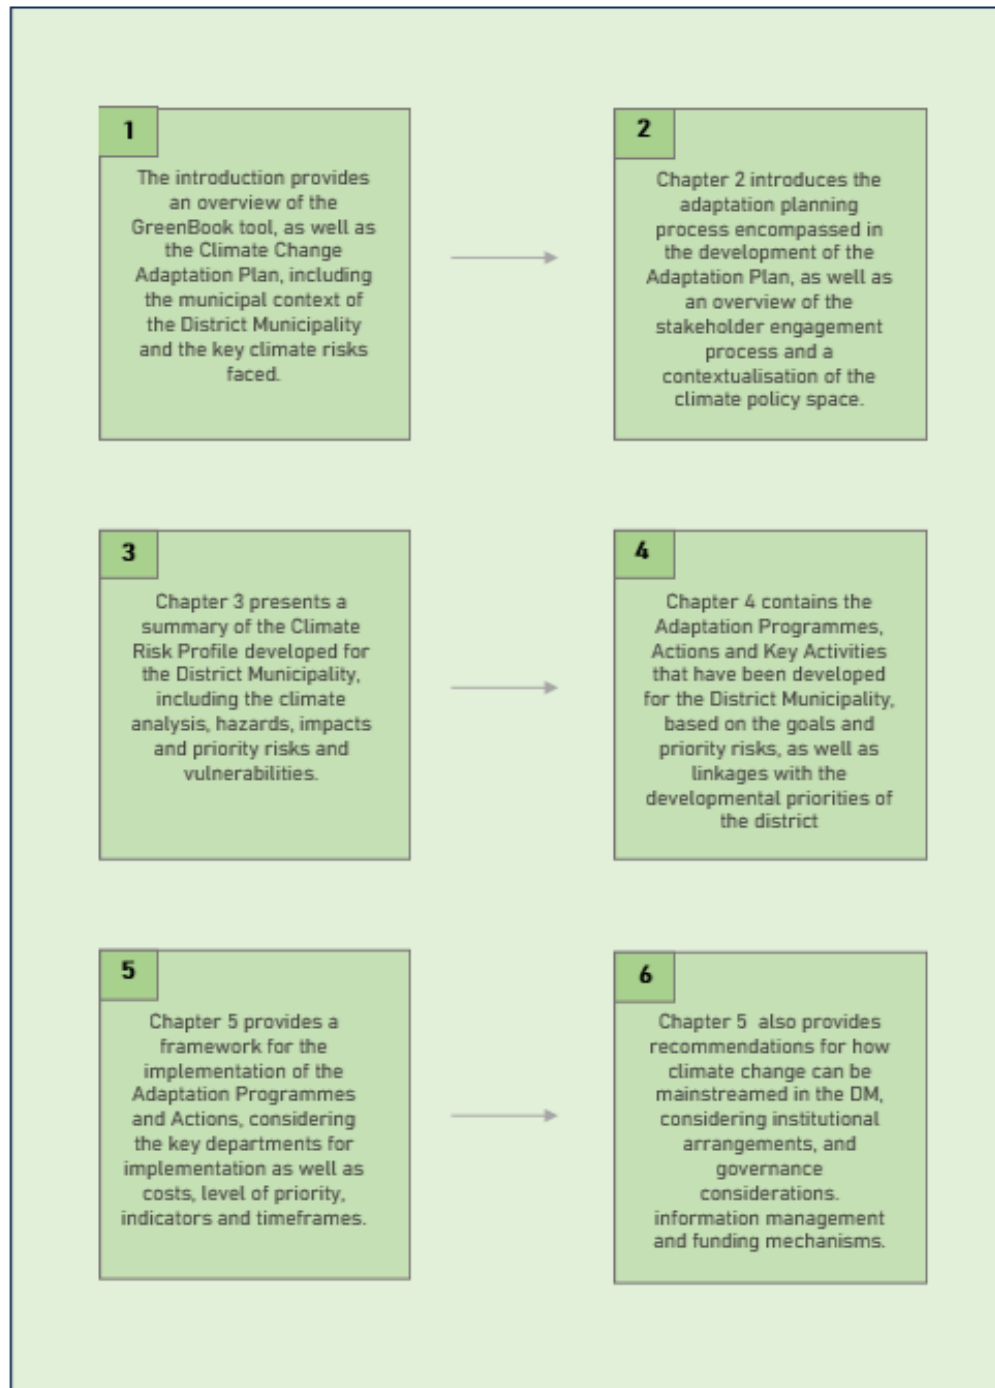 1
The introduction provides
an overview of the
GreenBook tool, as well as
the Climate Change
Adaptation Plan, including
the municipal context of
the District Municipality
and the key climate risks
faced.
2
Chapter 2 introduces the
adaptation planning
process encompassed in
the development of the
Adaptation Plan, as well as
an overview of the
stakeholder engagement
process and a
contextualisation of the
climate policy space.
3
Chapter 3 presents a
summary of the Climate
Risk Profile developed for
the District Municipality,
including the climate
analysis, hazards, impacts
and priority risks and
vulnerabilities.
4
Chapter 4 contains the
Adaptation Programmes,
Actions and Key Activities
that have been developed
for the District Municipality,
based on the goals and
priority risks, as well as
linkages with the
developmental priorities of
the district
5
Chapter 5 provides a
framework for the
implementation of the
Adaptation Programmes
and Actions, considering
the key departments for
implementation as well as
costs, level of priority,
indicators and timeframes.
6
Chapter 5  also provides
recommendations for how
climate change can be
mainstreamed in the DM,
considering institutional
arrangements, and
governance
considerations.
information management
and funding mechanisms.